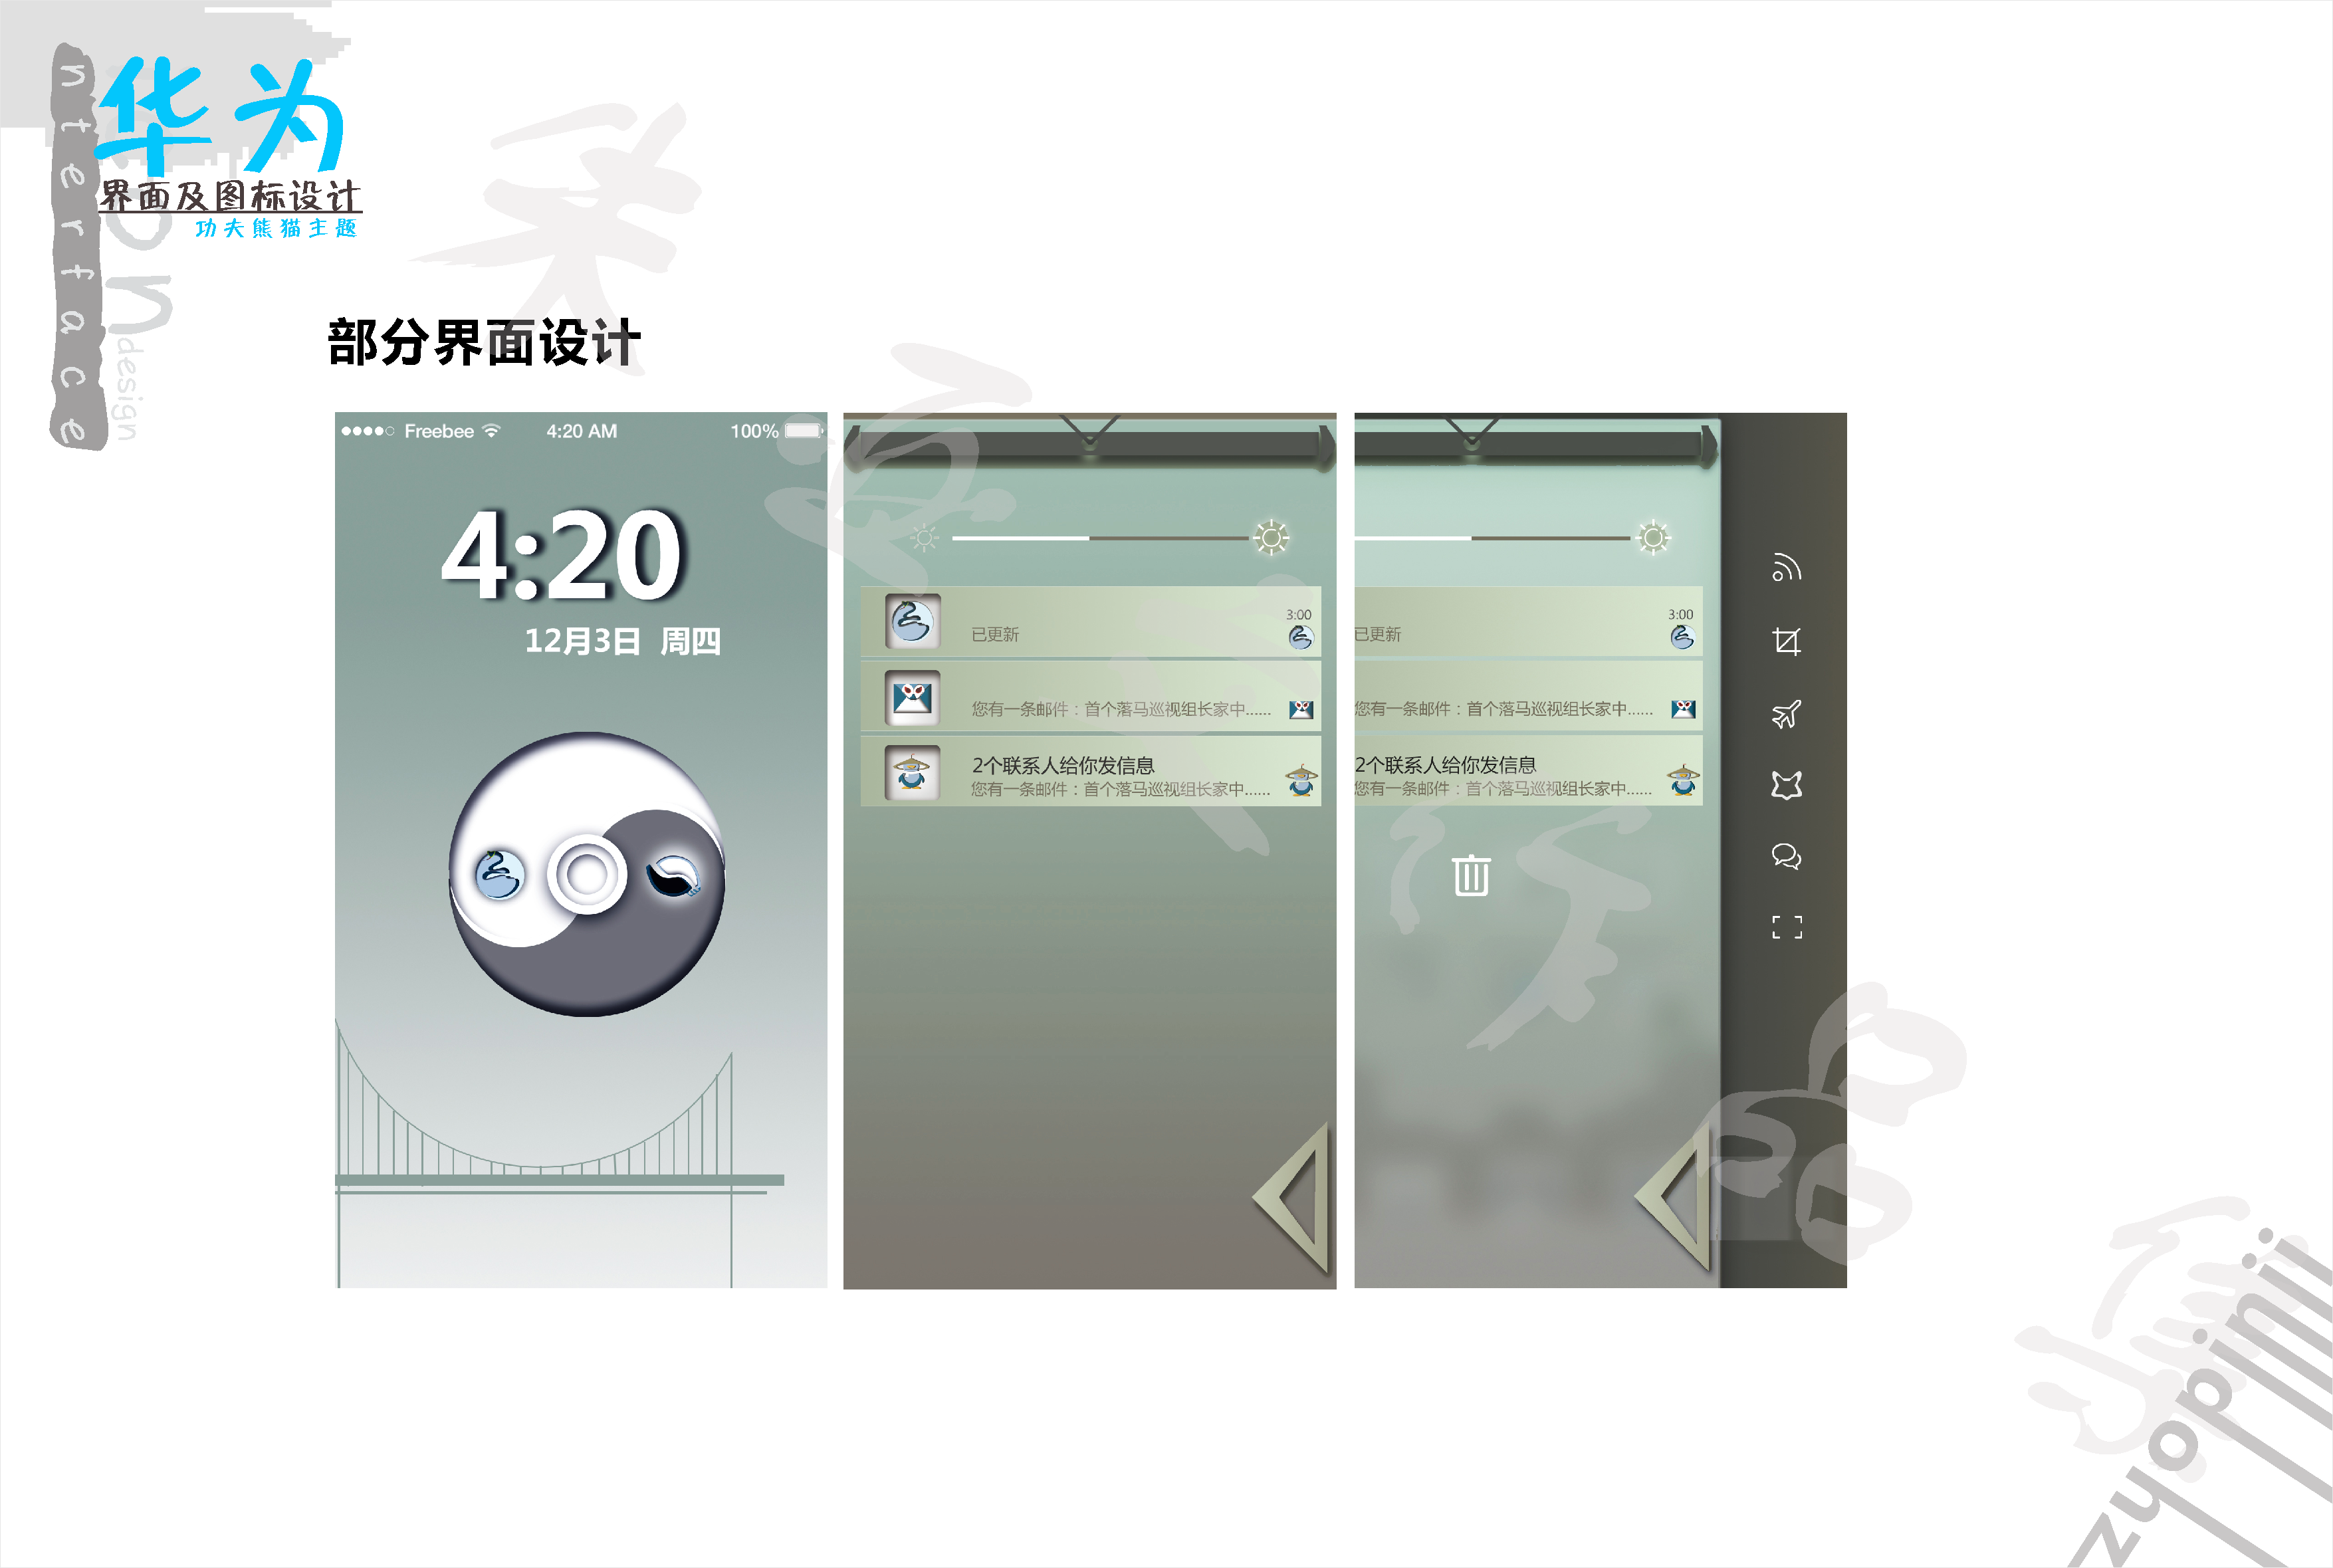 华为
界面及图标设计
功夫熊猫主题
nterface
design
部分界面设计
Freebee 4:20 AM 100%
4:20
12月3日 周四
3:00
已更新
您有一条邮件：首个落马巡视组长家中......
2个联系人给你发信息
您有一条邮件：首个落马巡视组长家中......
3:00
已更新
您有一条邮件：首个落马巡视组长家中......
2个联系人给你发信息
您有一条邮件：首个落马巡视组长家中......
zuopinji